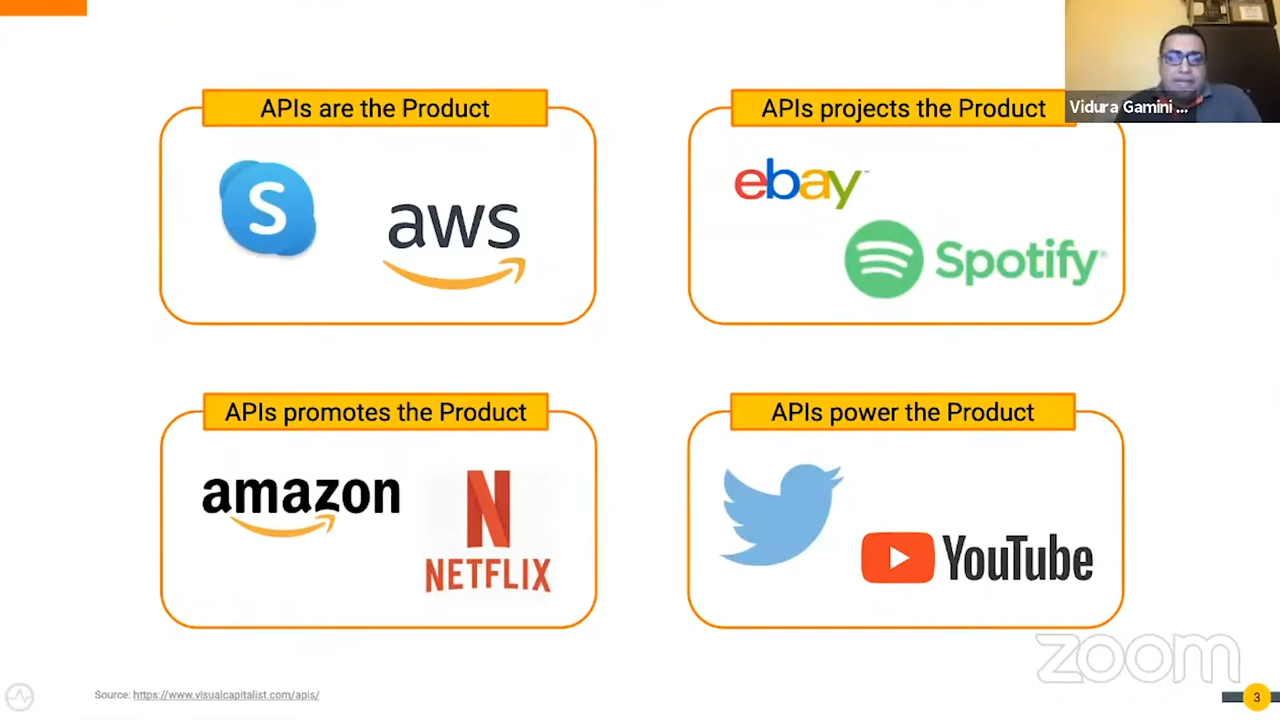 APIs are the Product
S
aws
APIs projects the Product
ebay™
Spotify®
Vidura Gamini ...
APIs promotes the Product
amazon
N
NETFLIX
APIs power the Product
YouTube
zoom
Source: https://www.visualcapitalist.com/apis/
3